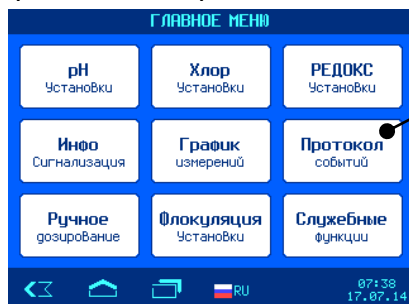 ГЛАВНОЕ МЕНЮ
pH
Установки
Хлор
Установки
РЕДОКС
Установки
Инфо
Сигнализация
График
измерений
Протокол
событий
Ручное
дозирование
Флокуляция
Установки
Служебные
функции
RU
07:38
17.07.14